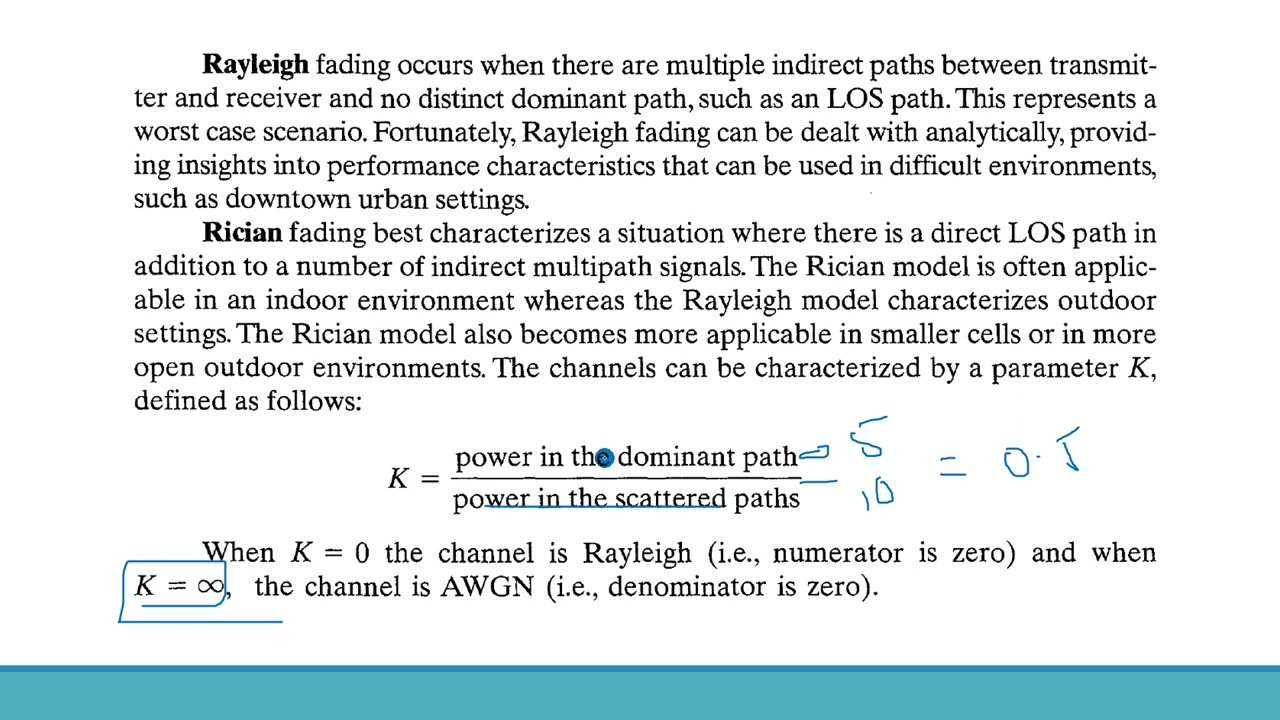 Rayleigh fading occurs when there are multiple indirect paths between transmit-
ter and receiver and no distinct dominant path, such as an LOS path. This represents a
worst case scenario. Fortunately, Rayleigh fading can be dealt with analytically, provid-
ing insights into performance characteristics that can be used in difficult environments,
such as downtown urban settings.
Rician fading best characterizes a situation where there is a direct LOS path in
addition to a number of indirect multipath signals. The Rician model is often applic-
able in an indoor environment whereas the Rayleigh model characterizes outdoor
settings. The Rician model also becomes more applicable in smaller cells or in more
open outdoor environments. The channels can be characterized by a parameter K,
defined as follows:
power in the dominant path 5
K = = 0.5
power in the scattered paths 10
When K = 0 the channel is Rayleigh (i.e., numerator is zero) and when
K = ∞, the channel is AWGN (i.e., denominator is zero).